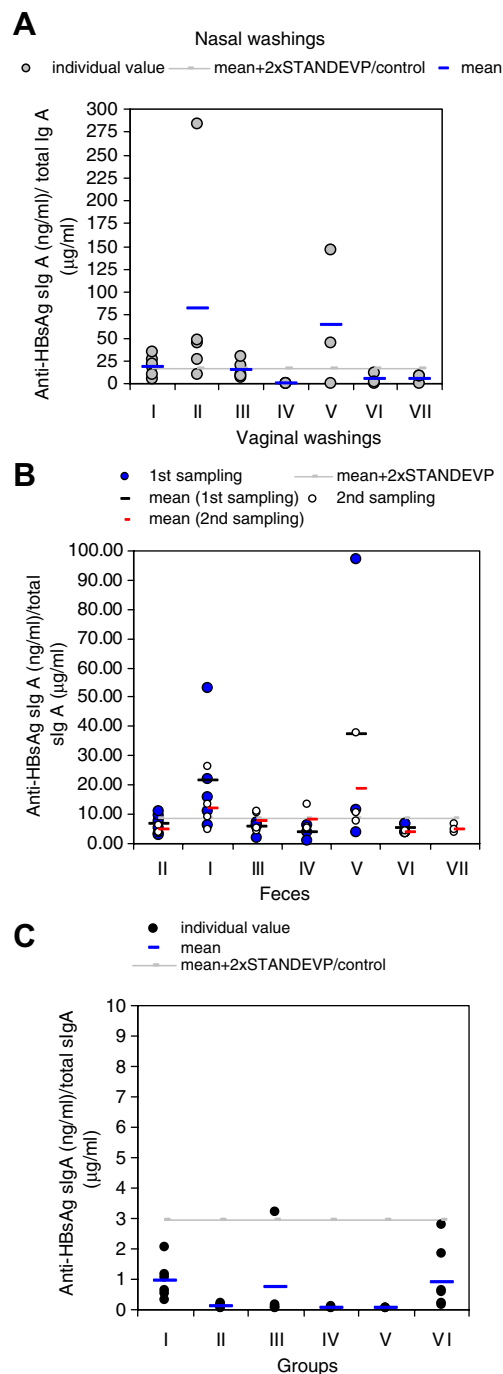 A
Nasal washings
individual value mean+2xSTANDEVP/control mean
Anti-HBsAg sIg A (ng/ml)/ total Ig A
(µg/ml)
300
275
250
225
200
175
150
125
100
75
50
25
0
I II III IV V VI VII
Vaginal washings
B
1st sampling mean+2xSTANDEVP
mean (1st sampling) 2nd sampling
mean (2nd sampling)
Anti-HBsAg sIg A (ng/ml)/total
sIg A (µg/ml)
100.00
90.00
80.00
70.00
60.00
50.00
40.00
30.00
20.00
10.00
0.00
II I III IV V VI VII
Feces
C
individual value
mean
mean+2xSTANDEVP/control
Anti-HBsAg sIgA (ng/ml)/total sIgA
(µg/ml)
10
9
8
7
6
5
4
3
2
1
0
I II III IV V VI
Groups